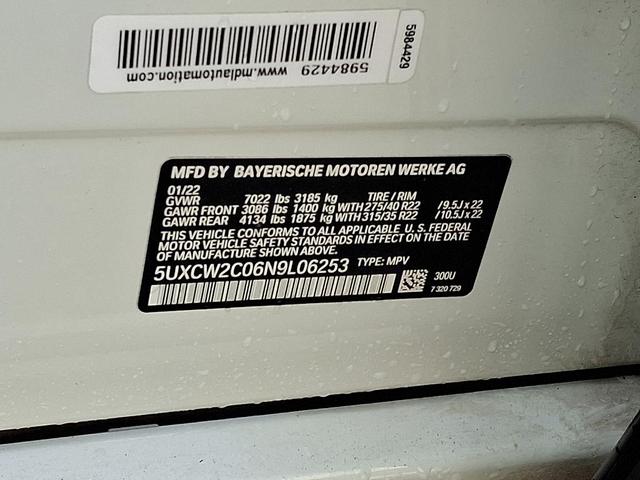 5984429
www.mdlautomation.com
5984429
MFD BY BAYERISCHE MOTOREN WERKE AG
01/22
GVWR 7022 lbs 3185 kg TIRE / RIM
GAWR FRONT 3086 lbs 1400 kg WITH 275/40 R22 / 9.5J x 22
GAWR REAR 4134 lbs 1875 kg WITH 315/35 R22 / 10.5J x 22
THIS VEHICLE CONFORMS TO ALL APPLICABLE U. S. FEDERAL
MOTOR VEHICLE SAFETY STANDARDS IN EFFECT ON THE DATE
OF MANUFACTURE SHOWN ABOVE.
5UXCW2C06N9L06253 TYPE: MPV
300U
7 320 729